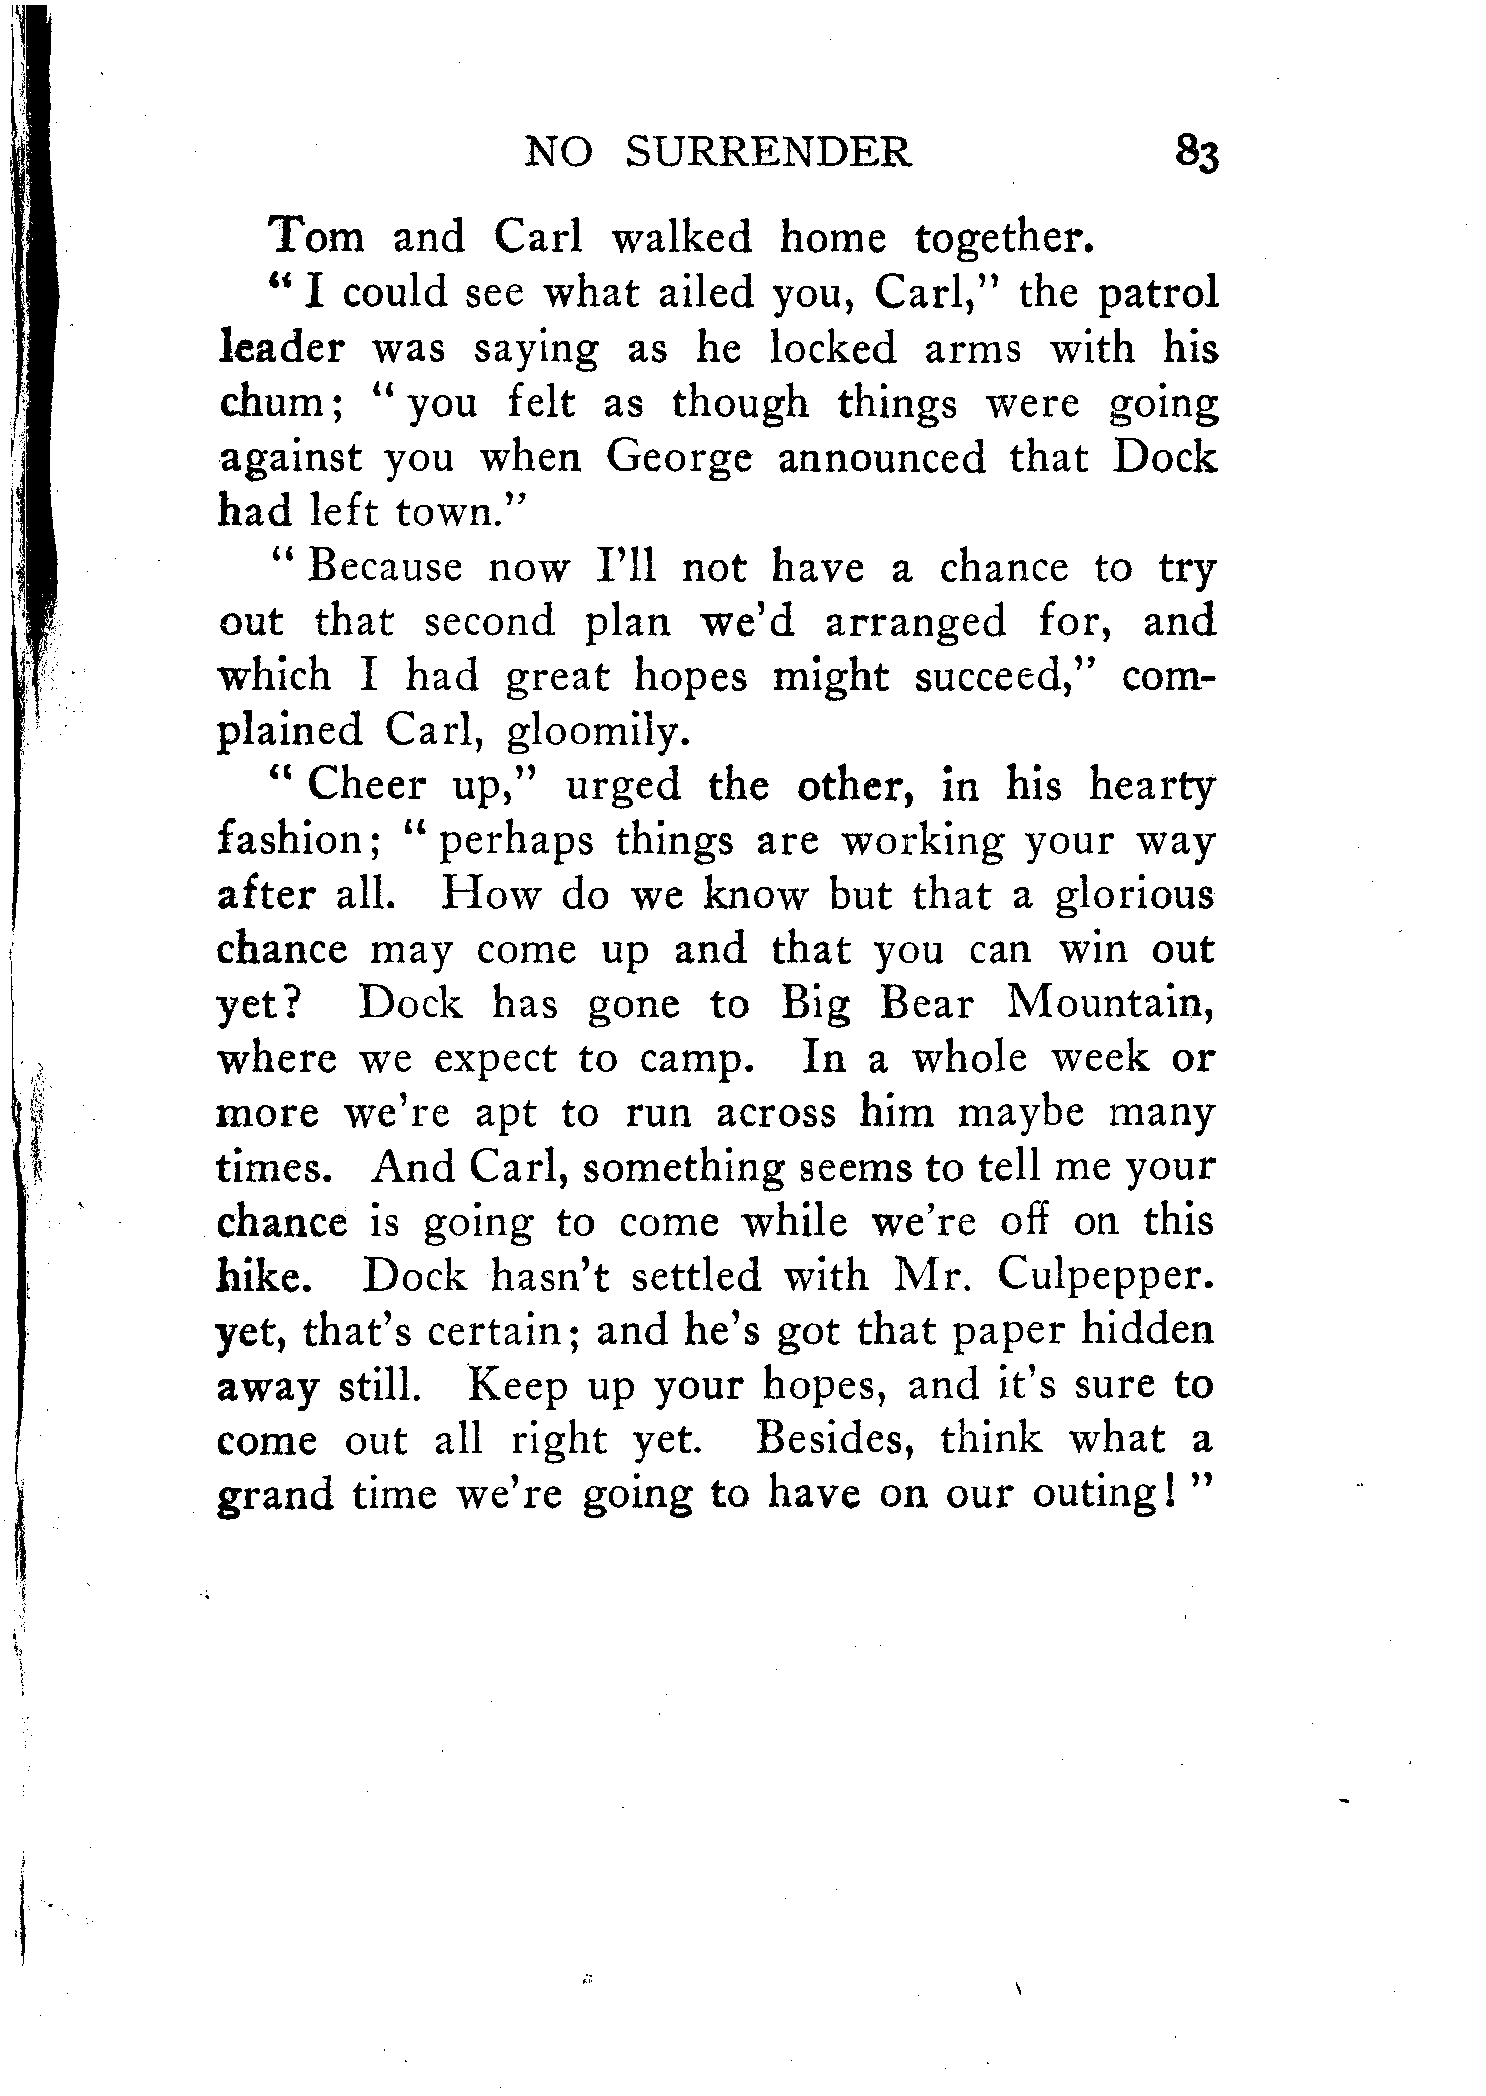 NO SURRENDER 83
Tom and Carl walked home together.
“ I could see what ailed you, Carl,” the patrol
leader was saying as he locked arms with his
chum; “ you felt as though things were going
against you when George announced that Dock
had left town.”
“ Because now I’ll not have a chance to try
out that second plan we’d arranged for, and
which I had great hopes might succeed,” com-
plained Carl, gloomily.
“ Cheer up,” urged the other, in his hearty
fashion; “ perhaps things are working your way
after all. How do we know but that a glorious
chance may come up and that you can win out
yet? Dock has gone to Big Bear Mountain,
where we expect to camp. In a whole week or
more we’re apt to run across him maybe many
times. And Carl, something seems to tell me your
chance is going to come while we’re off on this
hike. Dock hasn’t settled with Mr. Culpepper.
yet, that’s certain; and he’s got that paper hidden
away still. Keep up your hopes, and it’s sure to
come out all right yet. Besides, think what a
grand time we’re going to have on our outing! ”